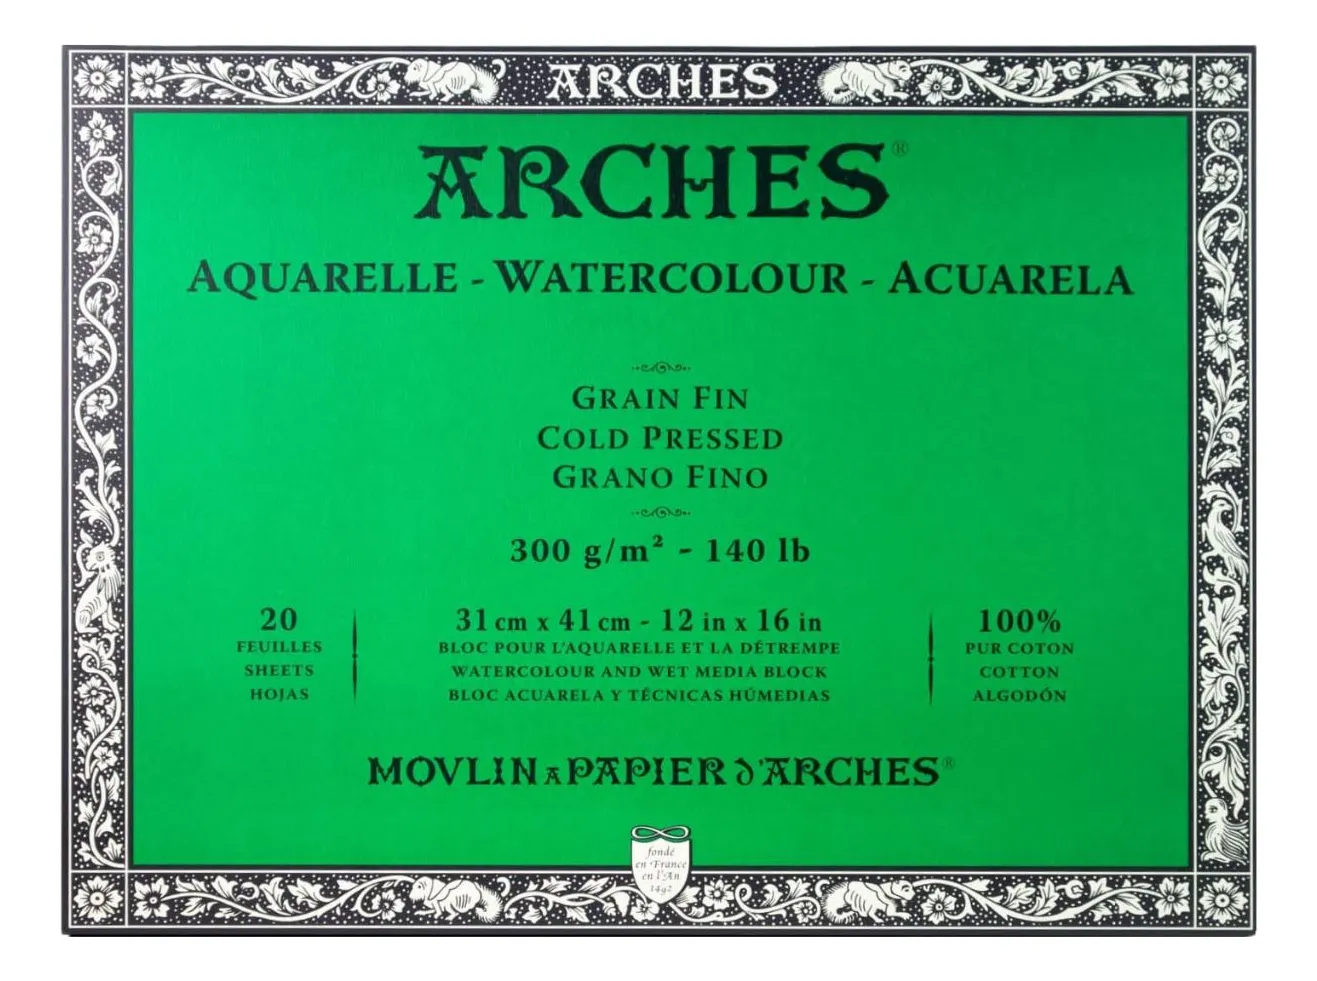 ARCHES
ARCHES®
AQUARELLE - WATERCOLOUR - ACUARELA
GRAIN FIN
COLD PRESSED
GRANO FINO
300 g/m² - 140 lb
20
FEUILLES
SHEETS
HOJAS
31 cm x 41 cm - 12 in x 16 in
BLOC POUR L'AQUARELLE ET LA DÉTREMPE
WATERCOLOUR AND WET MEDIA BLOCK
BLOC ACUARELA Y TÉCNICAS HÚMEDIAS
100%
PUR COTON
COTTON
ALGODÓN
MOVLIN A PAPIER D'ARCHES®
fondé
en France
en l'An
1492